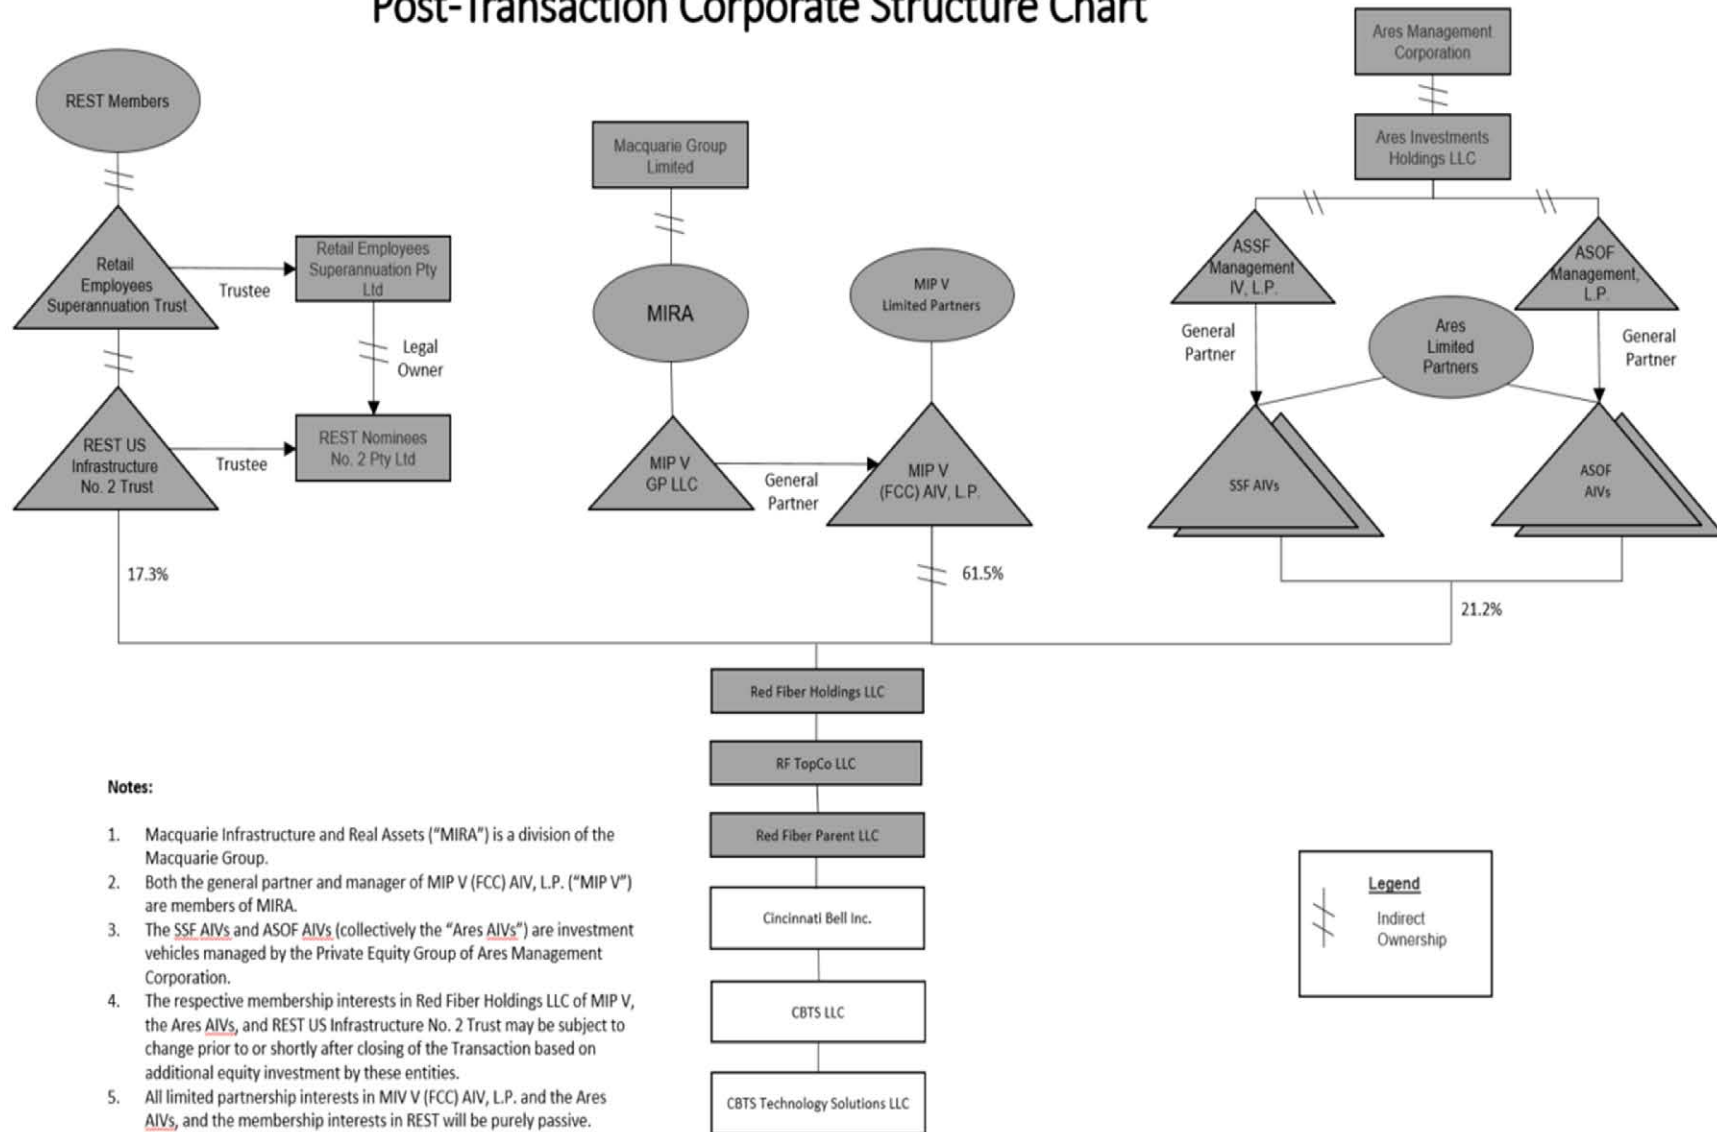 Post-Transaction Corporate Structure Chart
REST Members
Retail
Employees
Superannuation Trust
Trustee
Retail Employees
Superannuation Pty
Ltd
Legal
Owner
REST US
Infrastructure
No. 2 Trust
Trustee
REST Nominees
No. 2 Pty Ltd
17.3%
Macquarie Group
Limited
MIRA
MIP V
GP LLC
General
Partner
MIP V
Limited Partners
MIP V
(FCC) AIV, L.P.
61.5%
Ares Management
Corporation
Ares Investments
Holdings LLC
ASSF
Management
IV, L.P.
ASOF
Management,
L.P.
General
Partner
Ares
Limited
Partners
General
Partner
SSF AIVs
ASOF
AIVs
21.2%
Red Fiber Holdings LLC
RF TopCo LLC
Red Fiber Parent LLC
Cincinnati Bell Inc.
CBTS LLC
CBTS Technology Solutions LLC
Notes:
1. Macquarie Infrastructure and Real Assets (“MIRA”) is a division of the
Macquarie Group.
2. Both the general partner and manager of MIP V (FCC) AIV, L.P. (“MIP V”)
are members of MIRA.
3. The SSF AIVs and ASOF AIVs (collectively the “Ares AIVs”) are investment
vehicles managed by the Private Equity Group of Ares Management
Corporation.
4. The respective membership interests in Red Fiber Holdings LLC of MIP V,
the Ares AIVs, and REST US Infrastructure No. 2 Trust may be subject to
change prior to or shortly after closing of the Transaction based on
additional equity investment by these entities.
5. All limited partnership interests in MIV V (FCC) AIV, L.P. and the Ares
AIVs, and the membership interests in REST will be purely passive.
Legend
Indirect
Ownership